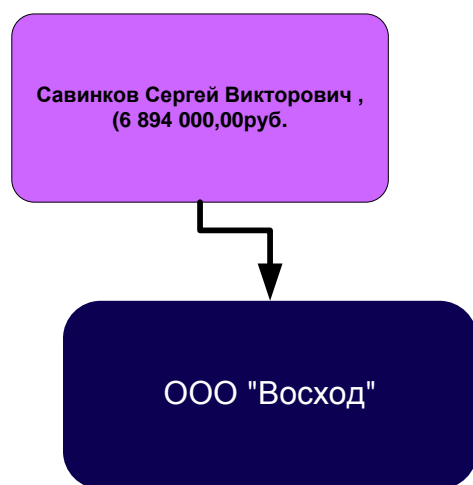 Савинков Сергей Викторович ,
(6 894 000,00руб.
ООО "Восход"